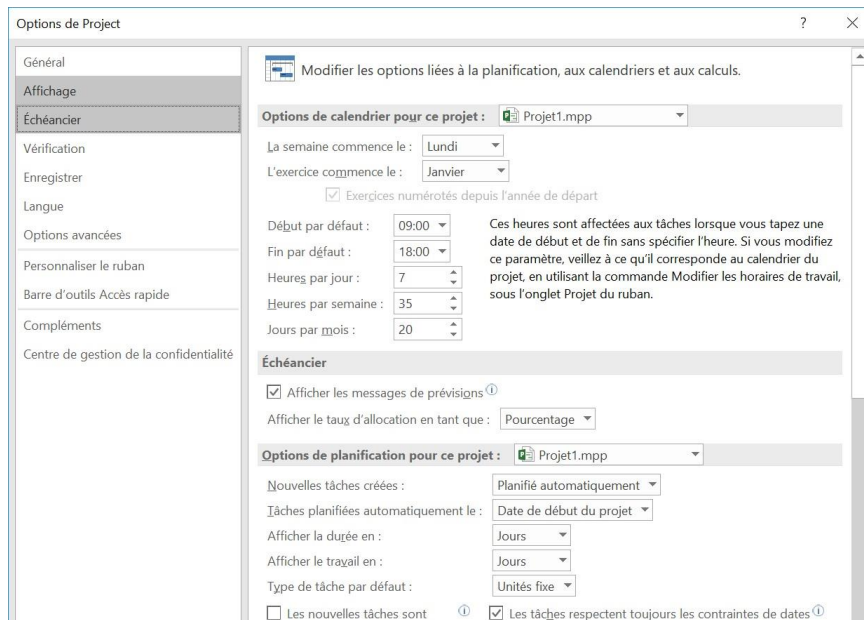 Options de Project
?
Général
Affichage
Échéancier
Vérification
Enregistrer
Langue
Options avancées
Personnaliser le ruban
Barre d'outils Accès rapide
Compléments
Centre de gestion de la confidentialité
Modifier les options liées à la planification, aux calendriers et aux calculs.
Options de calendrier pour ce projet : Projet1.mpp
La semaine commence le : Lundi
L'exercice commence le : Janvier
Exercices numérotés depuis l'année de départ
Début par défaut : 09:00
Fin par défaut : 18:00
Heures par jour : 7
Heures par semaine : 35
Jours par mois : 20
Ces heures sont affectées aux tâches lorsque vous tapez une
date de début et de fin sans spécifier l'heure. Si vous modifiez
ce paramètre, veillez à ce qu'il corresponde au calendrier du
projet, en utilisant la commande Modifier les horaires de travail,
sous l'onglet Projet du ruban.
Échéancier
Afficher les messages de prévisions
Afficher le taux d'allocation en tant que : Pourcentage
Options de planification pour ce projet : Projet1.mpp
Nouvelles tâches créées : Planifié automatiquement
Tâches planifiées automatiquement le : Date de début du projet
Afficher la durée en : Jours
Afficher le travail en : Jours
Type de tâche par défaut : Unités fixe
Les nouvelles tâches sont Les tâches respectent toujours les contraintes de dates